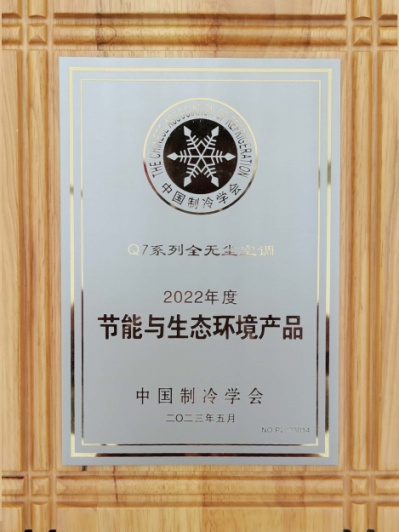 THE CHINESE ASSOCIATION OF REFRIGERATION
中国制冷学会
Q7系列全无尘空调
2022年度
节能与生态环境产品
中国制冷学会
二〇二三年五月